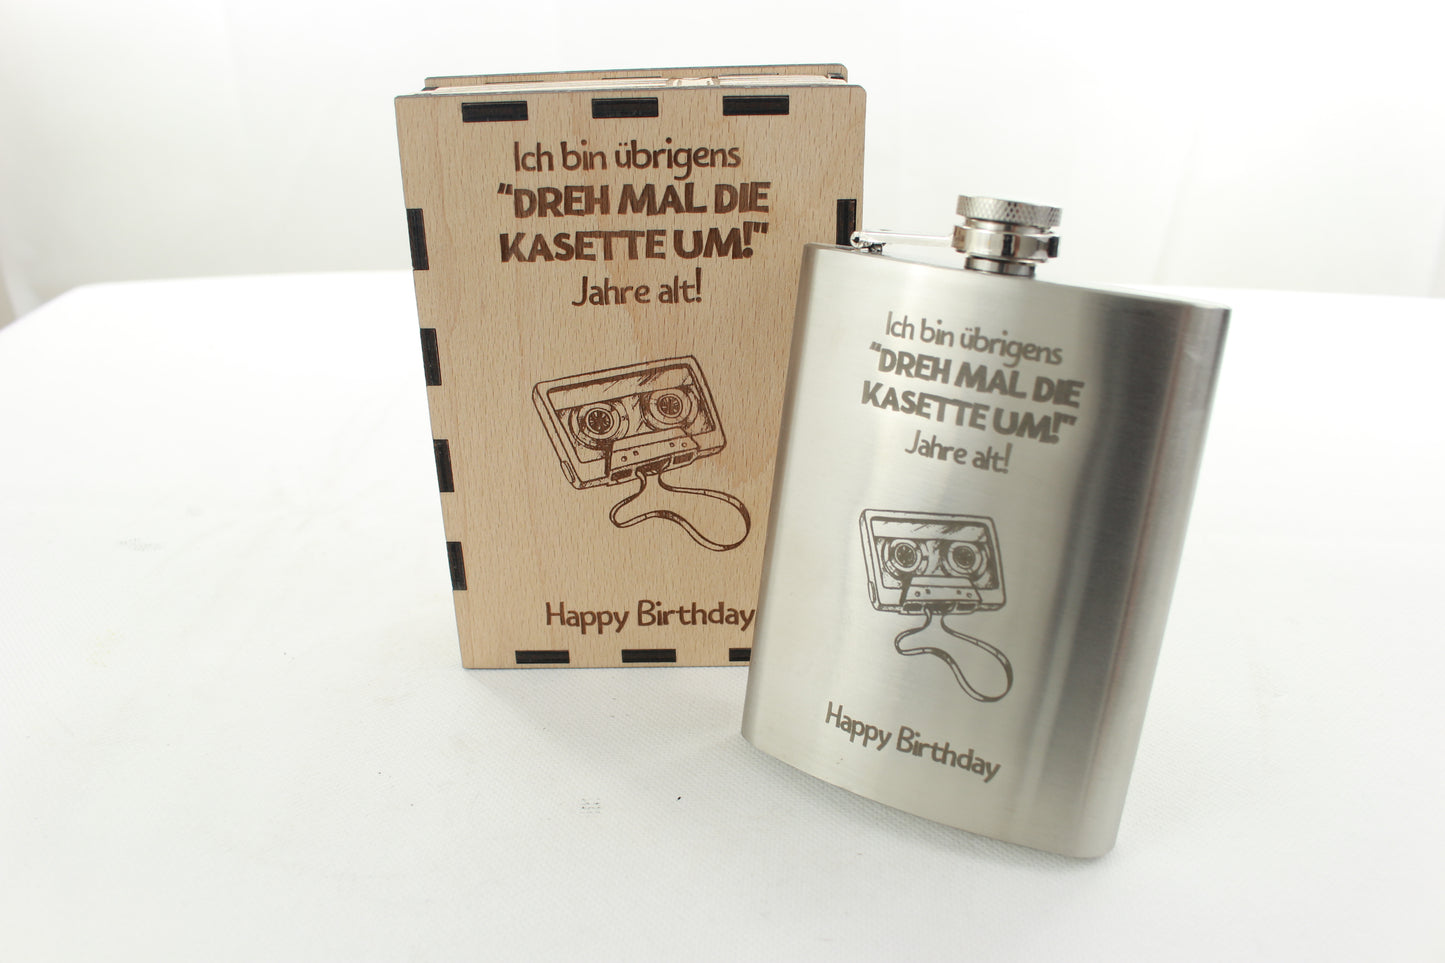 Ich bin übrigens
"DREH MAL DIE
KASETTE UM!"
Jahre alt!
Happy Birthday
Ich bin übrigens
"DREH MAL DIE
KASETTE UM!"
Jahre alt!
Happy Birthday